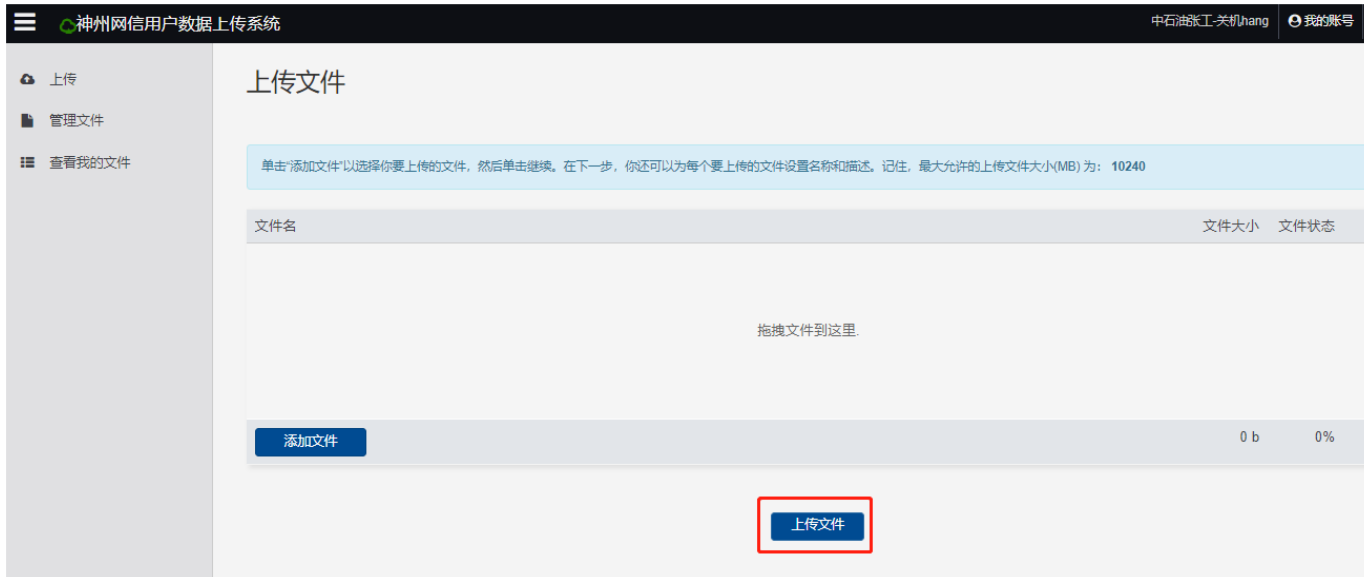 神州网信用户数据上传系统
中石油张工-关机hang
我的账号
上传
管理文件
查看我的文件
上传文件
单击“添加文件”以选择你要上传的文件，然后单击继续。在下一步，你还可以为每个要上传的文件设置名称和描述。记住，最大允许的上传文件大小(MB) 为： 10240
文件名 文件大小 文件状态
拖拽文件到这里.
添加文件 0 b 0%
上传文件